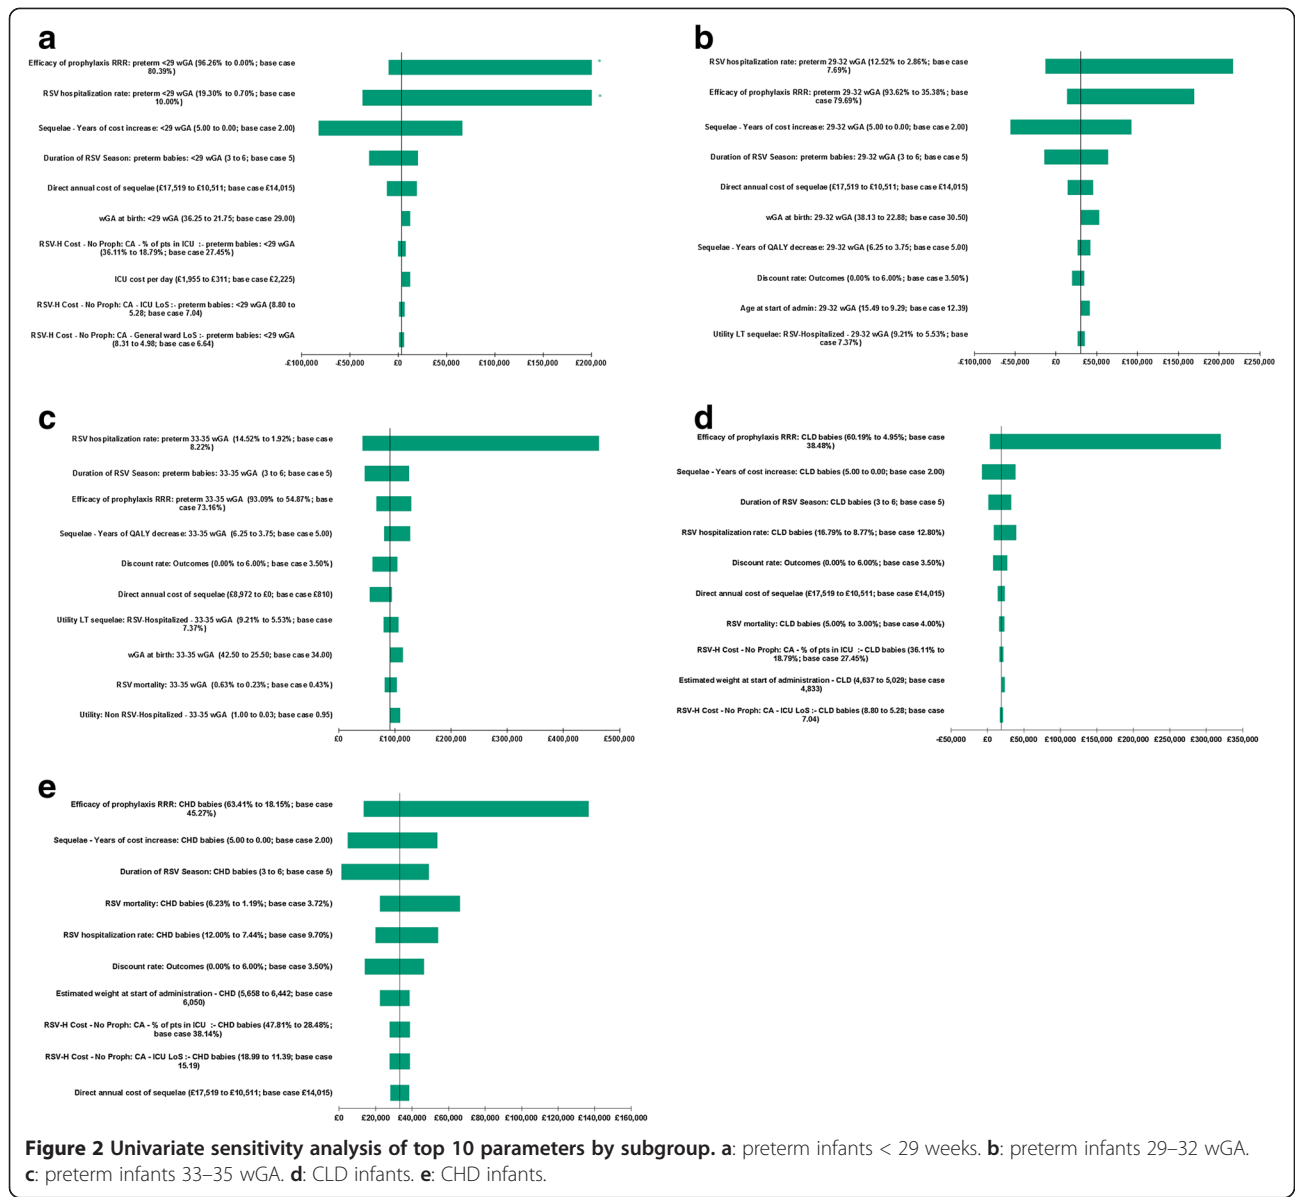 a
Efficacy of prophylaxis RRR: preterm <29 wGA (96.26% to 0.00%; base case
80.39%)
*
RSV hospitalization rate: preterm <29 wGA (19.30% to 0.70%; base case
10.00%)
*
Sequelae - Years of cost increase: <29 wGA (5.00 to 0.00; base case 2.00)
Duration of RSV Season: preterm babies: <29 wGA (3 to 6; base case 5)
Direct annual cost of sequelae (£17,519 to £10,511; base case £14,015)
wGA at birth: <29 wGA (36.25 to 21.75; base case 29.00)
RSV-H Cost - No Proph: CA - % of pts in ICU :- preterm babies: <29 wGA
(36.11% to 18.79%; base case 27.45%)
ICU cost per day (£1,955 to £311; base case £2,225)
RSV-H Cost - No Proph: CA - ICU LoS :- preterm babies: <29 wGA (8.80 to
5.28; base case 7.04)
RSV-H Cost - No Proph: CA - General ward LoS :- preterm babies: <29 wGA
(8.31 to 4.98; base case 6.64)
-£100,000 -£50,000 £0 £50,000 £100,000 £150,000 £200,000
b
RSV hospitalization rate: preterm 29-32 wGA (12.52% to 2.86%; base case
7.69%)
Efficacy of prophylaxis RRR: preterm 29-32 wGA (93.62% to 35.38%; base
case 79.69%)
Sequelae - Years of cost increase: 29-32 wGA (5.00 to 0.00; base case 2.00)
Duration of RSV Season: preterm babies: 29-32 wGA (3 to 6; base case 5)
Direct annual cost of sequelae (£17,519 to £10,511; base case £14,015)
wGA at birth: 29-32 wGA (38.13 to 22.88; base case 30.50)
Sequelae - Years of QALY decrease: 29-32 wGA (6.25 to 3.75; base case 5.00)
Discount rate: Outcomes (0.00% to 6.00%; base case 3.50%)
Age at start of admin: 29-32 wGA (15.49 to 9.29; base case 12.39)
Utility LT sequelae: RSV-Hospitalized - 29-32 wGA (9.21% to 5.53%; base
case 7.37%)
-£100,000 -£50,000 £0 £50,000 £100,000 £150,000 £200,000 £250,000
c
RSV hospitalization rate: preterm 33-35 wGA (14.52% to 1.92%; base case
8.22%)
Duration of RSV Season: preterm babies: 33-35 wGA (3 to 6; base case 5)
Efficacy of prophylaxis RRR: preterm 33-35 wGA (93.09% to 54.87%; base
case 73.16%)
Sequelae - Years of QALY decrease: 33-35 wGA (6.25 to 3.75; base case 5.00)
Discount rate: Outcomes (0.00% to 6.00%; base case 3.50%)
Direct annual cost of sequelae (£8,972 to £0; base case £810)
Utility LT sequelae: RSV-Hospitalized - 33-35 wGA (9.21% to 5.53%; base case
7.37%)
wGA at birth: 33-35 wGA (42.50 to 25.50; base case 34.00)
RSV mortality: 33-35 wGA (0.63% to 0.23%; base case 0.43%)
Utility: Non RSV-Hospitalized - 33-35 wGA (1.00 to 0.03; base case 0.95)
£0 £100,000 £200,000 £300,000 £400,000 £500,000
d
Efficacy of prophylaxis RRR: CLD babies (60.19% to 4.95%; base case
38.48%)
Sequelae - Years of cost increase: CLD babies (5.00 to 0.00; base case 2.00)
Duration of RSV Season: CLD babies (3 to 6; base case 5)
RSV hospitalization rate: CLD babies (16.79% to 8.77%; base case 12.80%)
Discount rate: Outcomes (0.00% to 6.00%; base case 3.50%)
Direct annual cost of sequelae (£17,519 to £10,511; base case £14,015)
RSV mortality: CLD babies (5.00% to 3.00%; base case 4.00%)
RSV-H Cost - No Proph: CA - % of pts in ICU :- CLD babies (36.11% to
18.79%; base case 27.45%)
Estimated weight at start of administration - CLD (4,637 to 5,029; base case
4,833)
RSV-H Cost - No Proph: CA - ICU LoS :- CLD babies (8.80 to 5.28; base case
7.04)
-£50,000 £0 £50,000 £100,000 £150,000 £200,000 £250,000 £300,000 £350,000
e
Efficacy of prophylaxis RRR: CHD babies (63.41% to 18.15%; base case
45.27%)
Sequelae - Years of cost increase: CHD babies (5.00 to 0.00; base case 2.00)
Duration of RSV Season: CHD babies (3 to 6; base case 5)
RSV mortality: CHD babies (6.23% to 1.19%; base case 3.72%)
RSV hospitalization rate: CHD babies (12.00% to 7.44%; base case 9.70%)
Discount rate: Outcomes (0.00% to 6.00%; base case 3.50%)
Estimated weight at start of administration - CHD (5,658 to 6,442; base case
6,050)
RSV-H Cost - No Proph: CA - % of pts in ICU :- CHD babies (47.81% to 28.48%;
base case 38.14%)
RSV-H Cost - No Proph: CA - ICU LoS :- CHD babies (18.99 to 11.39; base case
15.19)
Direct annual cost of sequelae (£17,519 to £10,511; base case £14,015)
£0 £20,000 £40,000 £60,000 £80,000 £100,000 £120,000 £140,000 £160,000
Figure 2 Univariate sensitivity analysis of top 10 parameters by subgroup. a: preterm infants < 29 weeks. b: preterm infants 29–32 wGA.
c: preterm infants 33–35 wGA. d: CLD infants. e: CHD infants.